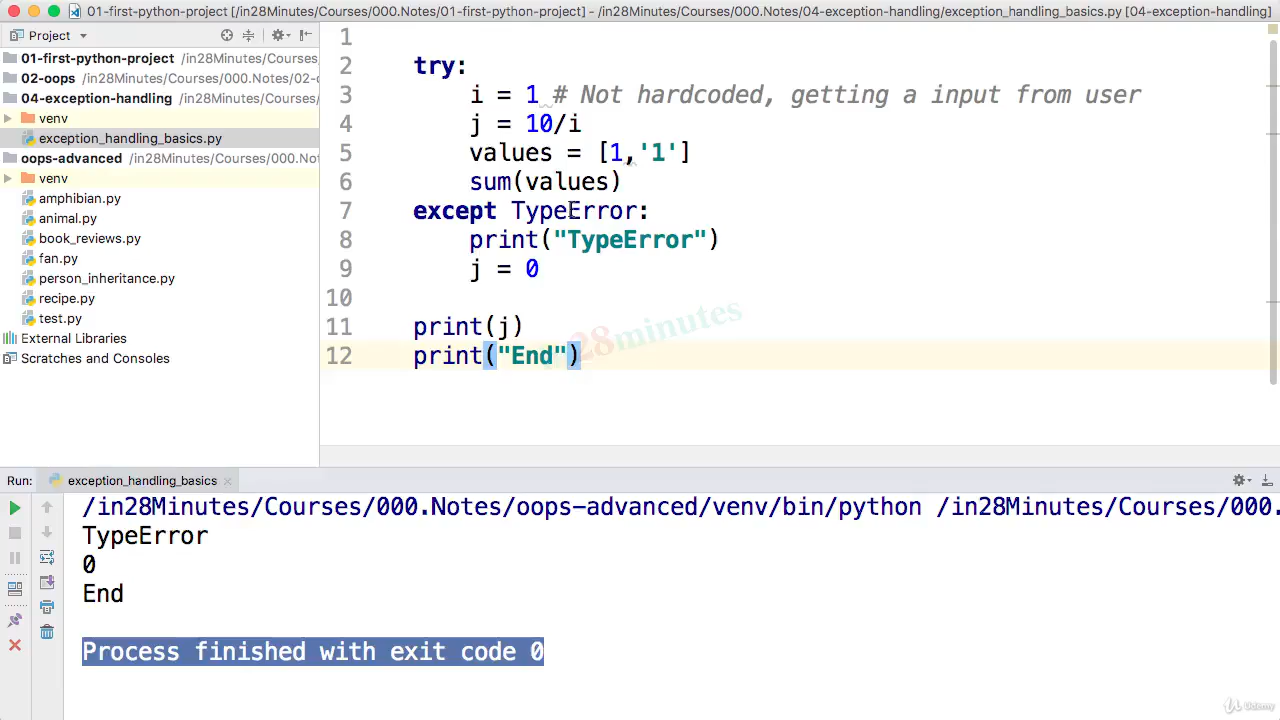 01-first-python-project [/in28Minutes/Courses/000.Notes/01-first-python-project] - /in28Minutes/Courses/000.Notes/04-exception-handling/exception_handling_basics.py [04-exception-handling]
Project
01-first-python-project /in28Minutes/Courses
02-oops /in28Minutes/Courses/000.Notes/02-
04-exception-handling /in28Minutes/Courses/
venv
exception_handling_basics.py
oops-advanced /in28Minutes/Courses/000.Not
venv
amphibian.py
animal.py
book_reviews.py
fan.py
person_inheritance.py
recipe.py
test.py
External Libraries
Scratches and Consoles
1
2 try:
3 i = 1 # Not hardcoded, getting a input from user
4 j = 10/i
5 values = [1,'1']
6 sum(values)
7 except TypeError:
8 print("TypeError")
9 j = 0
10
11 print(j)
12 print("End")
28minutes
Run: exception_handling_basics
/in28Minutes/Courses/000.Notes/oops-advanced/venv/bin/python /in28Minutes/Courses/000.
TypeError
0
End
Process finished with exit code 0
Udemy